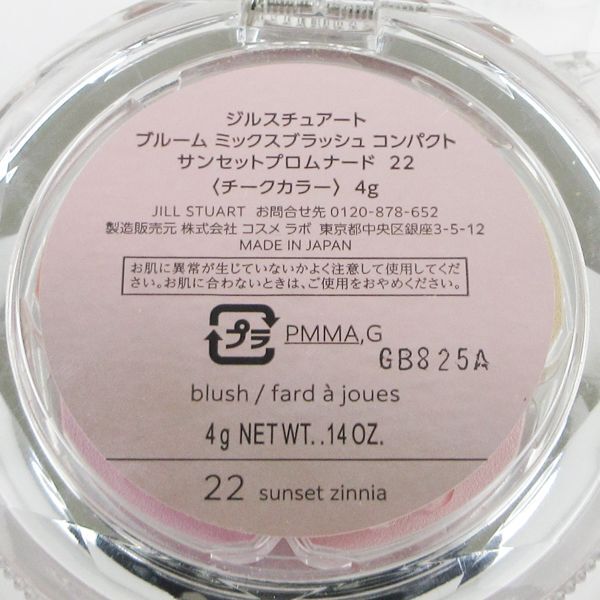 ジルスチュアート
ブルーム ミックスブラッシュ コンパクト
サンセットプロムナード 22
〈チークカラー〉 4g
JILL STUART お問合せ先 0120-878-652
製造販売元 株式会社 コスメ ラボ 東京都中央区銀座3-5-12
MADE IN JAPAN
お肌に異常が生じていないかよく注意して使用してくだ
さい。お肌に合わないときは、ご使用をおやめください。
プラ PMMA,G
GB825A
blush / fard à joues
4g NET WT. .14 OZ.
22 sunset zinnia